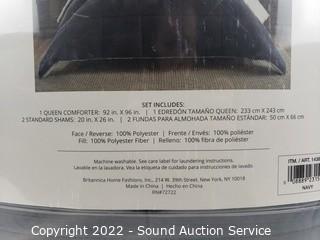 SET INCLUDES:
1 QUEEN COMFORTER: 92 in. X 96 in. | 1 EDREDÓN TAMAÑO QUEEN: 233 cm X 243 cm
2 STANDARD SHAMS: 20 in. X 26 in. | 2 FUNDAS PARA ALMOHADA TAMAÑO ESTÁNDAR: 50 cm X 66 cm
Face / Reverse: 100% Polyester | Frente / Envés: 100% poliéster
Fill: 100% Polyester Fiber | Relleno: 100% fibra de poliéster
Machine washable. See care label for laundering instructions.
Lavable en la lavadora. Vea la etiqueta de cuidado para instrucciones de lavado
Britannica Home Fashions, Inc., 214 W. 39th Street, New York, NY 10018
Made in China | Hecho en China
RN#72722
ITM. / ART. 1438
NAVY
Copyright 2022 - Sound Auction Service